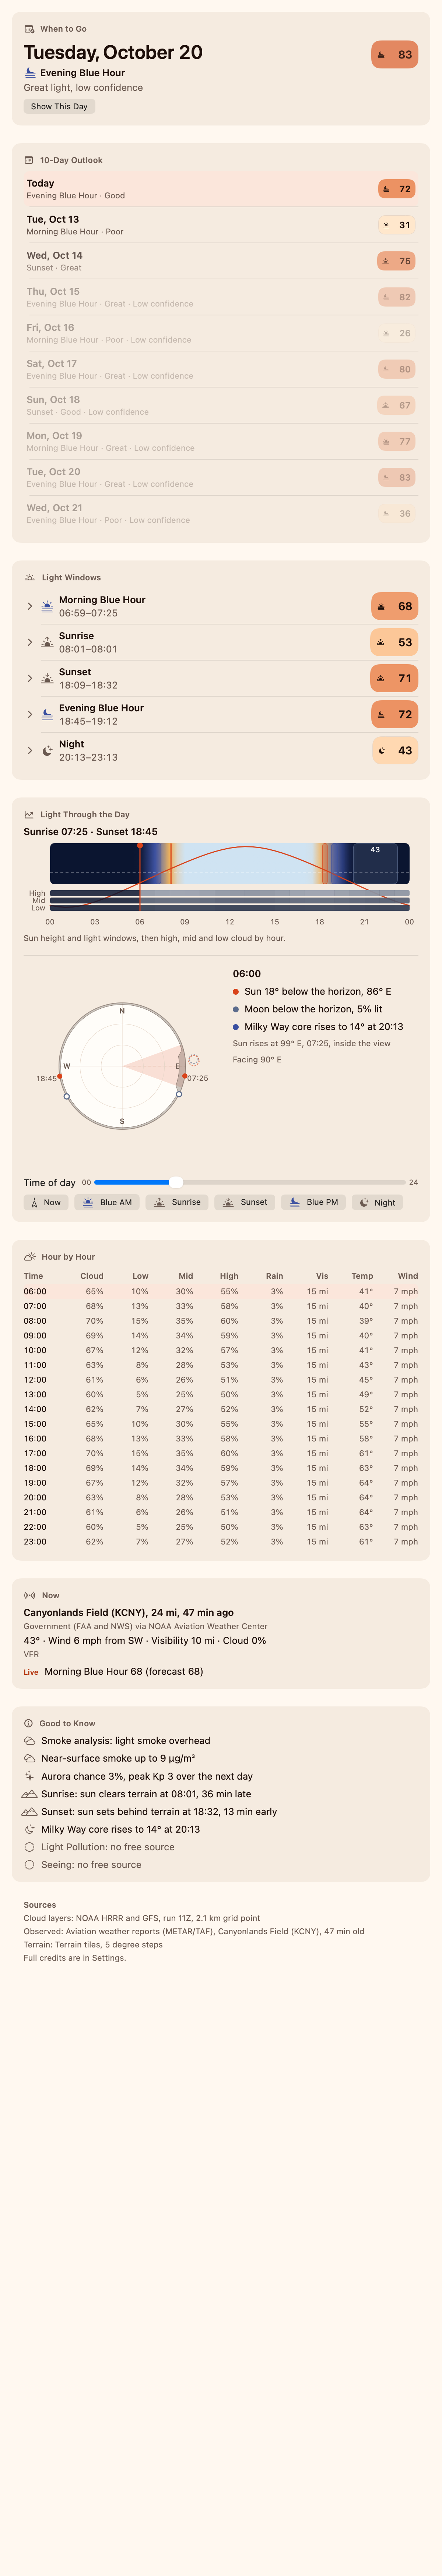 When to Go
Tuesday, October 20
Evening Blue Hour
Great light, low confidence
Show This Day
83
10-Day Outlook
Today
Evening Blue Hour · Good
72
Tue, Oct 13
Morning Blue Hour · Poor
31
Wed, Oct 14
Sunset · Great
75
Thu, Oct 15
Evening Blue Hour · Great · Low confidence
82
Fri, Oct 16
Morning Blue Hour · Poor · Low confidence
26
Sat, Oct 17
Evening Blue Hour · Great · Low confidence
80
Sun, Oct 18
Sunset · Good · Low confidence
67
Mon, Oct 19
Morning Blue Hour · Great · Low confidence
77
Tue, Oct 20
Evening Blue Hour · Great · Low confidence
83
Wed, Oct 21
Evening Blue Hour · Poor · Low confidence
36
Light Windows
Morning Blue Hour
06:59–07:25
68
Sunrise
08:01–08:01
53
Sunset
18:09–18:32
71
Evening Blue Hour
18:45–19:12
72
Night
20:13–23:13
43
Light Through the Day
Sunrise 07:25 · Sunset 18:45
43
High
Mid
Low
00 03 06 09 12 15 18 21 00
Sun height and light windows, then high, mid and low cloud by hour.
N
W
E
S
18:45
07:25
06:00
Sun 18° below the horizon, 86° E
Moon below the horizon, 5% lit
Milky Way core rises to 14° at 20:13
Sun rises at 99° E, 07:25, inside the view
Facing 90° E
Time of day 00 24
Now Blue AM Sunrise Sunset Blue PM Night
Hour by Hour
Time Cloud Low Mid High Rain Vis Temp Wind
06:00 65% 10% 30% 55% 3% 15 mi 41° 7 mph
07:00 68% 13% 33% 58% 3% 15 mi 40° 7 mph
08:00 70% 15% 35% 60% 3% 15 mi 39° 7 mph
09:00 69% 14% 34% 59% 3% 15 mi 40° 7 mph
10:00 67% 12% 32% 57% 3% 15 mi 41° 7 mph
11:00 63% 8% 28% 53% 3% 15 mi 43° 7 mph
12:00 61% 6% 26% 51% 3% 15 mi 45° 7 mph
13:00 60% 5% 25% 50% 3% 15 mi 49° 7 mph
14:00 62% 7% 27% 52% 3% 15 mi 52° 7 mph
15:00 65% 10% 30% 55% 3% 15 mi 55° 7 mph
16:00 68% 13% 33% 58% 3% 15 mi 58° 7 mph
17:00 70% 15% 35% 60% 3% 15 mi 61° 7 mph
18:00 69% 14% 34% 59% 3% 15 mi 63° 7 mph
19:00 67% 12% 32% 57% 3% 15 mi 64° 7 mph
20:00 63% 8% 28% 53% 3% 15 mi 64° 7 mph
21:00 61% 6% 26% 51% 3% 15 mi 64° 7 mph
22:00 60% 5% 25% 50% 3% 15 mi 63° 7 mph
23:00 62% 7% 27% 52% 3% 15 mi 61° 7 mph
Now
Canyonlands Field (KCNY), 24 mi, 47 min ago
Government (FAA and NWS) via NOAA Aviation Weather Center
43° · Wind 6 mph from SW · Visibility 10 mi · Cloud 0%
VFR
Live Morning Blue Hour 68 (forecast 68)
Good to Know
Smoke analysis: light smoke overhead
Near-surface smoke up to 9 µg/m³
Aurora chance 3%, peak Kp 3 over the next day
Sunrise: sun clears terrain at 08:01, 36 min late
Sunset: sun sets behind terrain at 18:32, 13 min early
Milky Way core rises to 14° at 20:13
Light Pollution: no free source
Seeing: no free source
Sources
Cloud layers: NOAA HRRR and GFS, run 11Z, 2.1 km grid point
Observed: Aviation weather reports (METAR/TAF), Canyonlands Field (KCNY), 47 min old
Terrain: Terrain tiles, 5 degree steps
Full credits are in Settings.